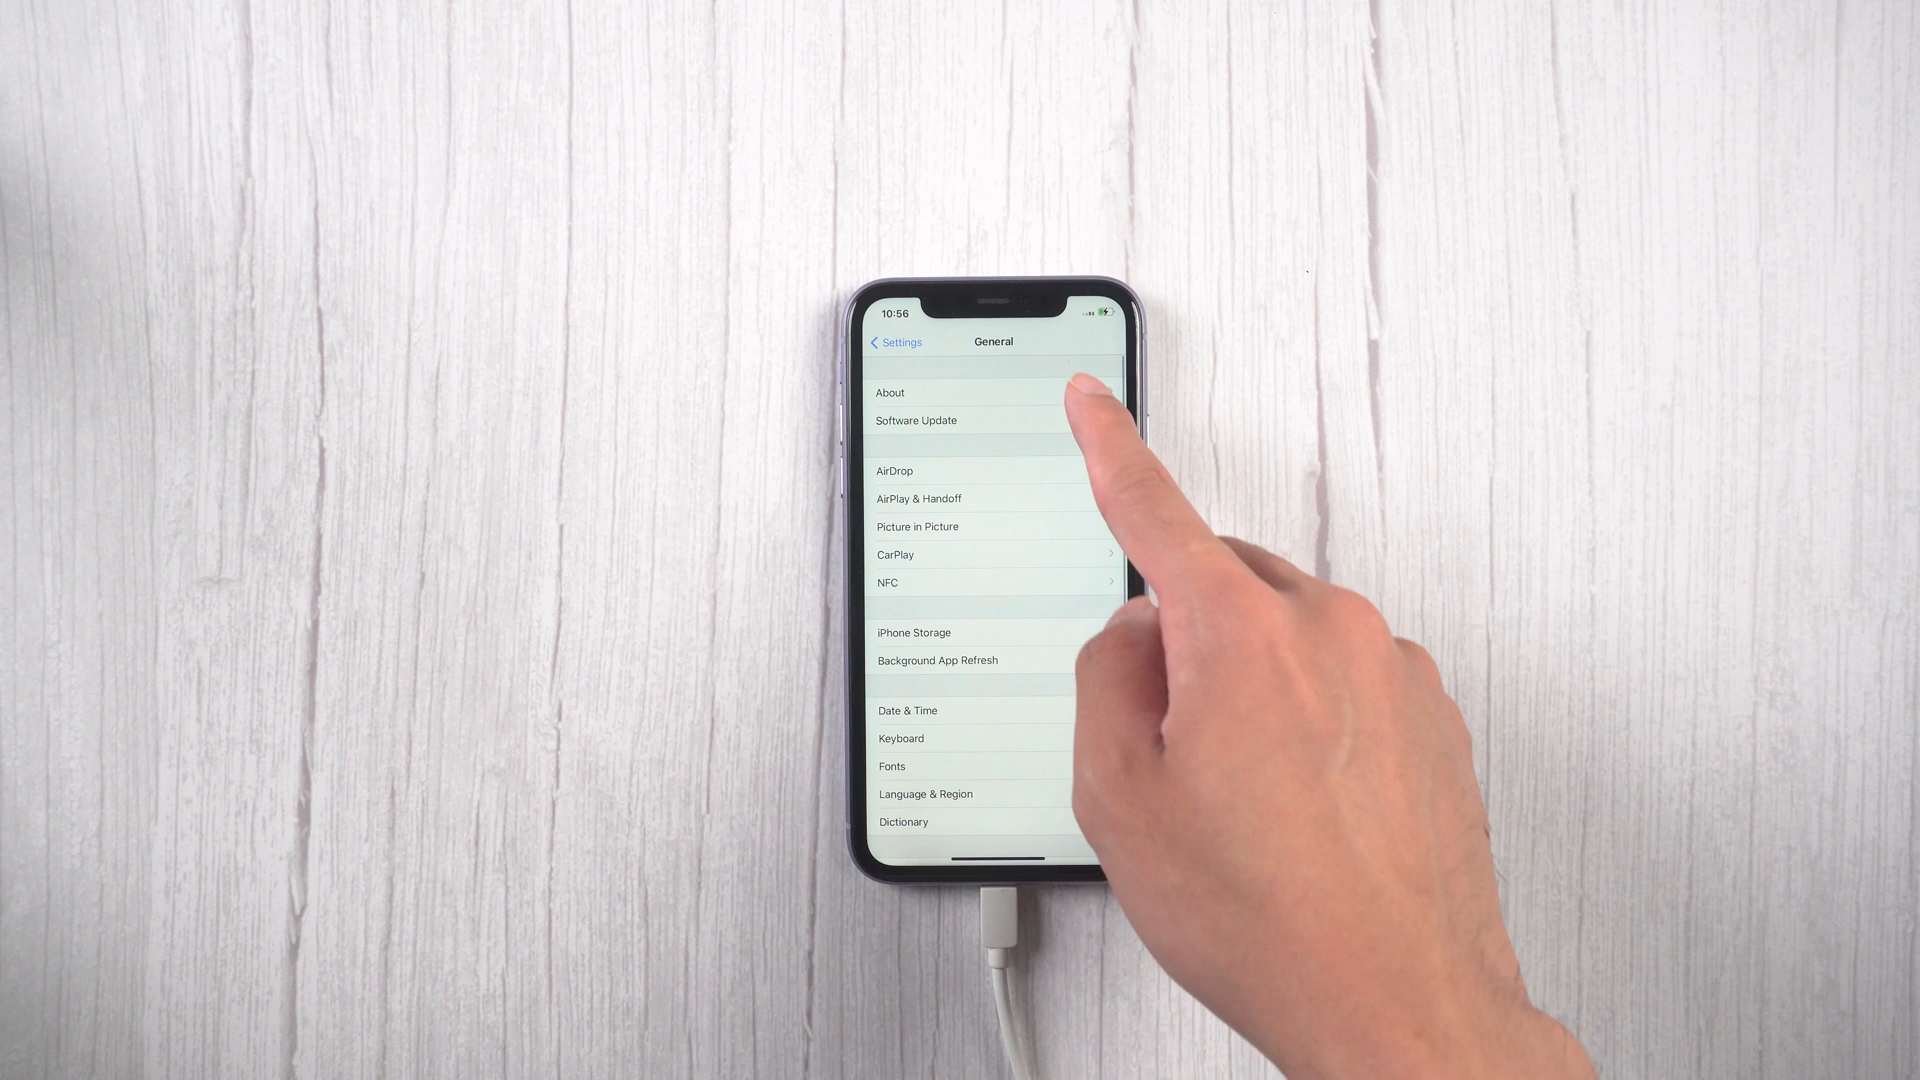 10:56
Settings
General
About
Software Update
AirDrop
AirPlay & Handoff
Picture in Picture
CarPlay
NFC
iPhone Storage
Background App Refresh
Date & Time
Keyboard
Fonts
Language & Region
Dictionary